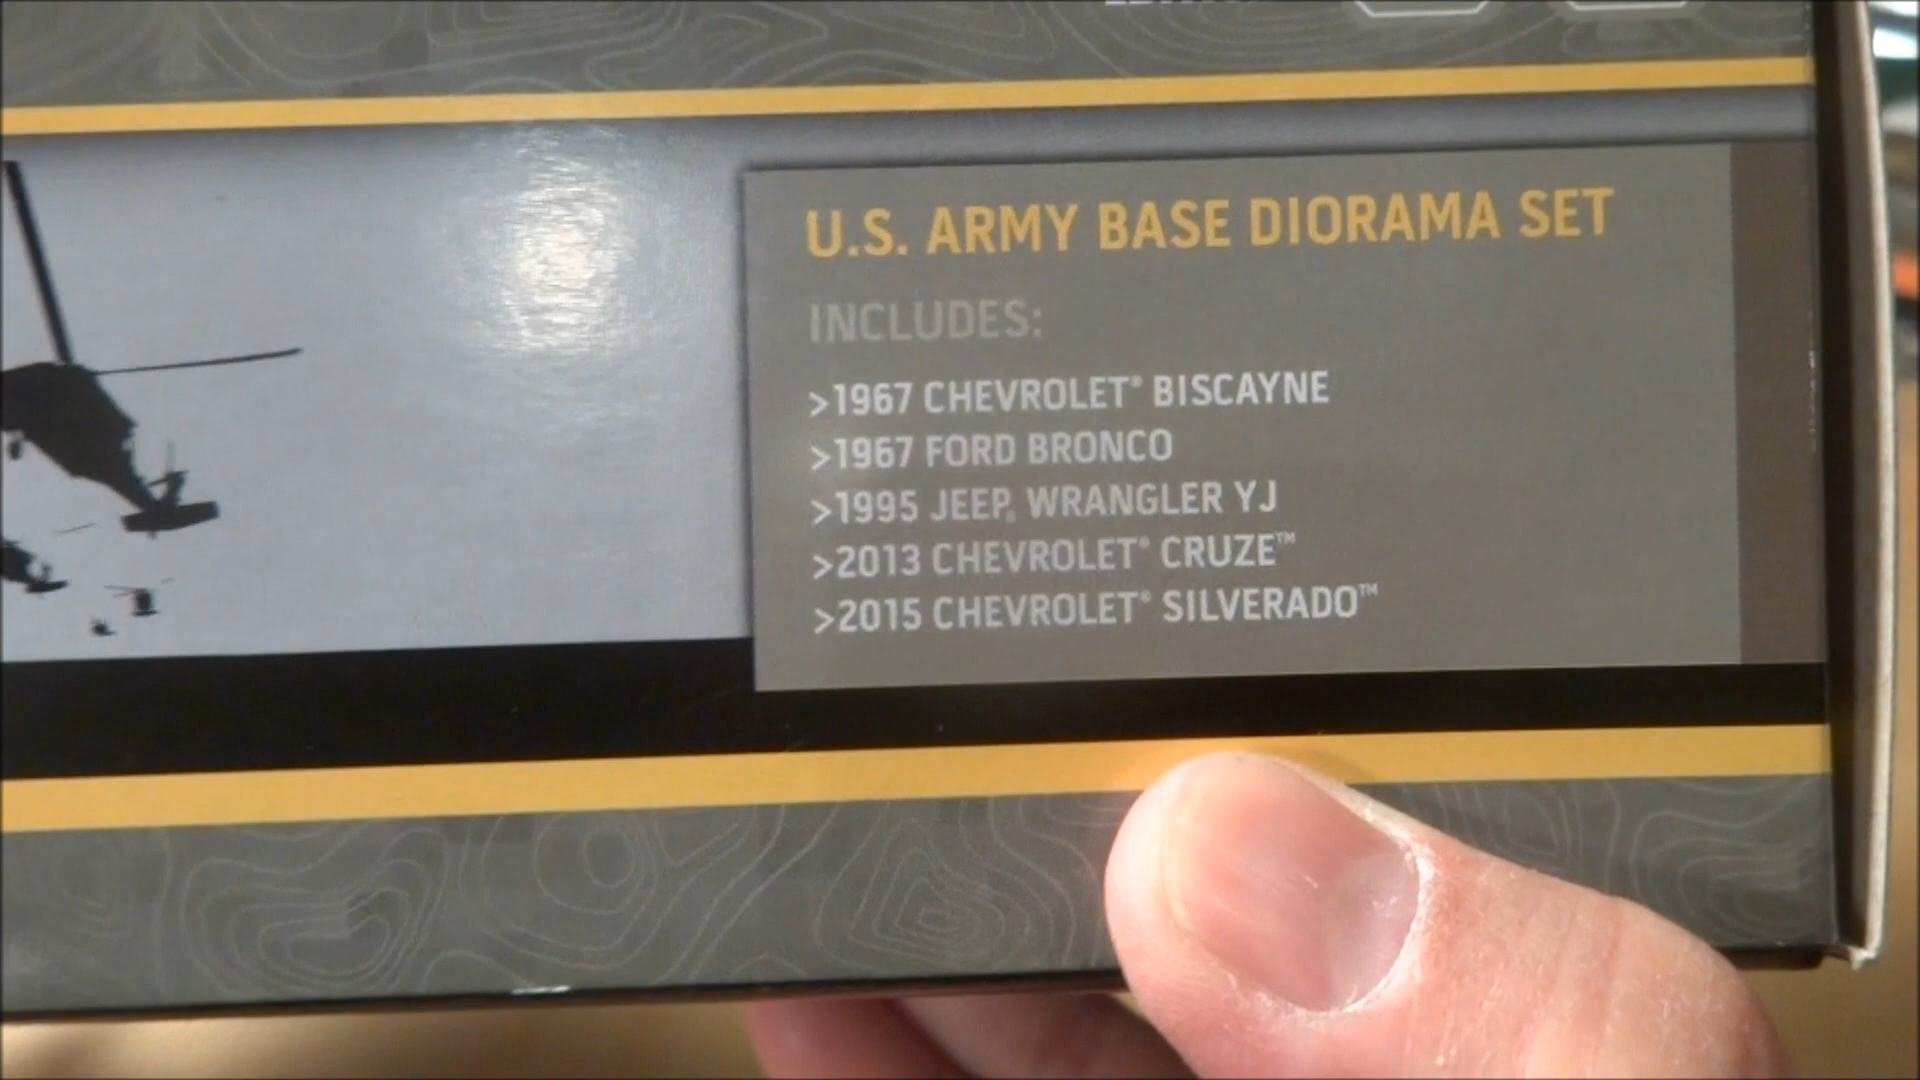 U.S. ARMY BASE DIORAMA SET
INCLUDES:
>1967 CHEVROLET® BISCAYNE
>1967 FORD BRONCO
>1995 JEEP® WRANGLER YJ
>2013 CHEVROLET® CRUZE™
>2015 CHEVROLET® SILVERADO™